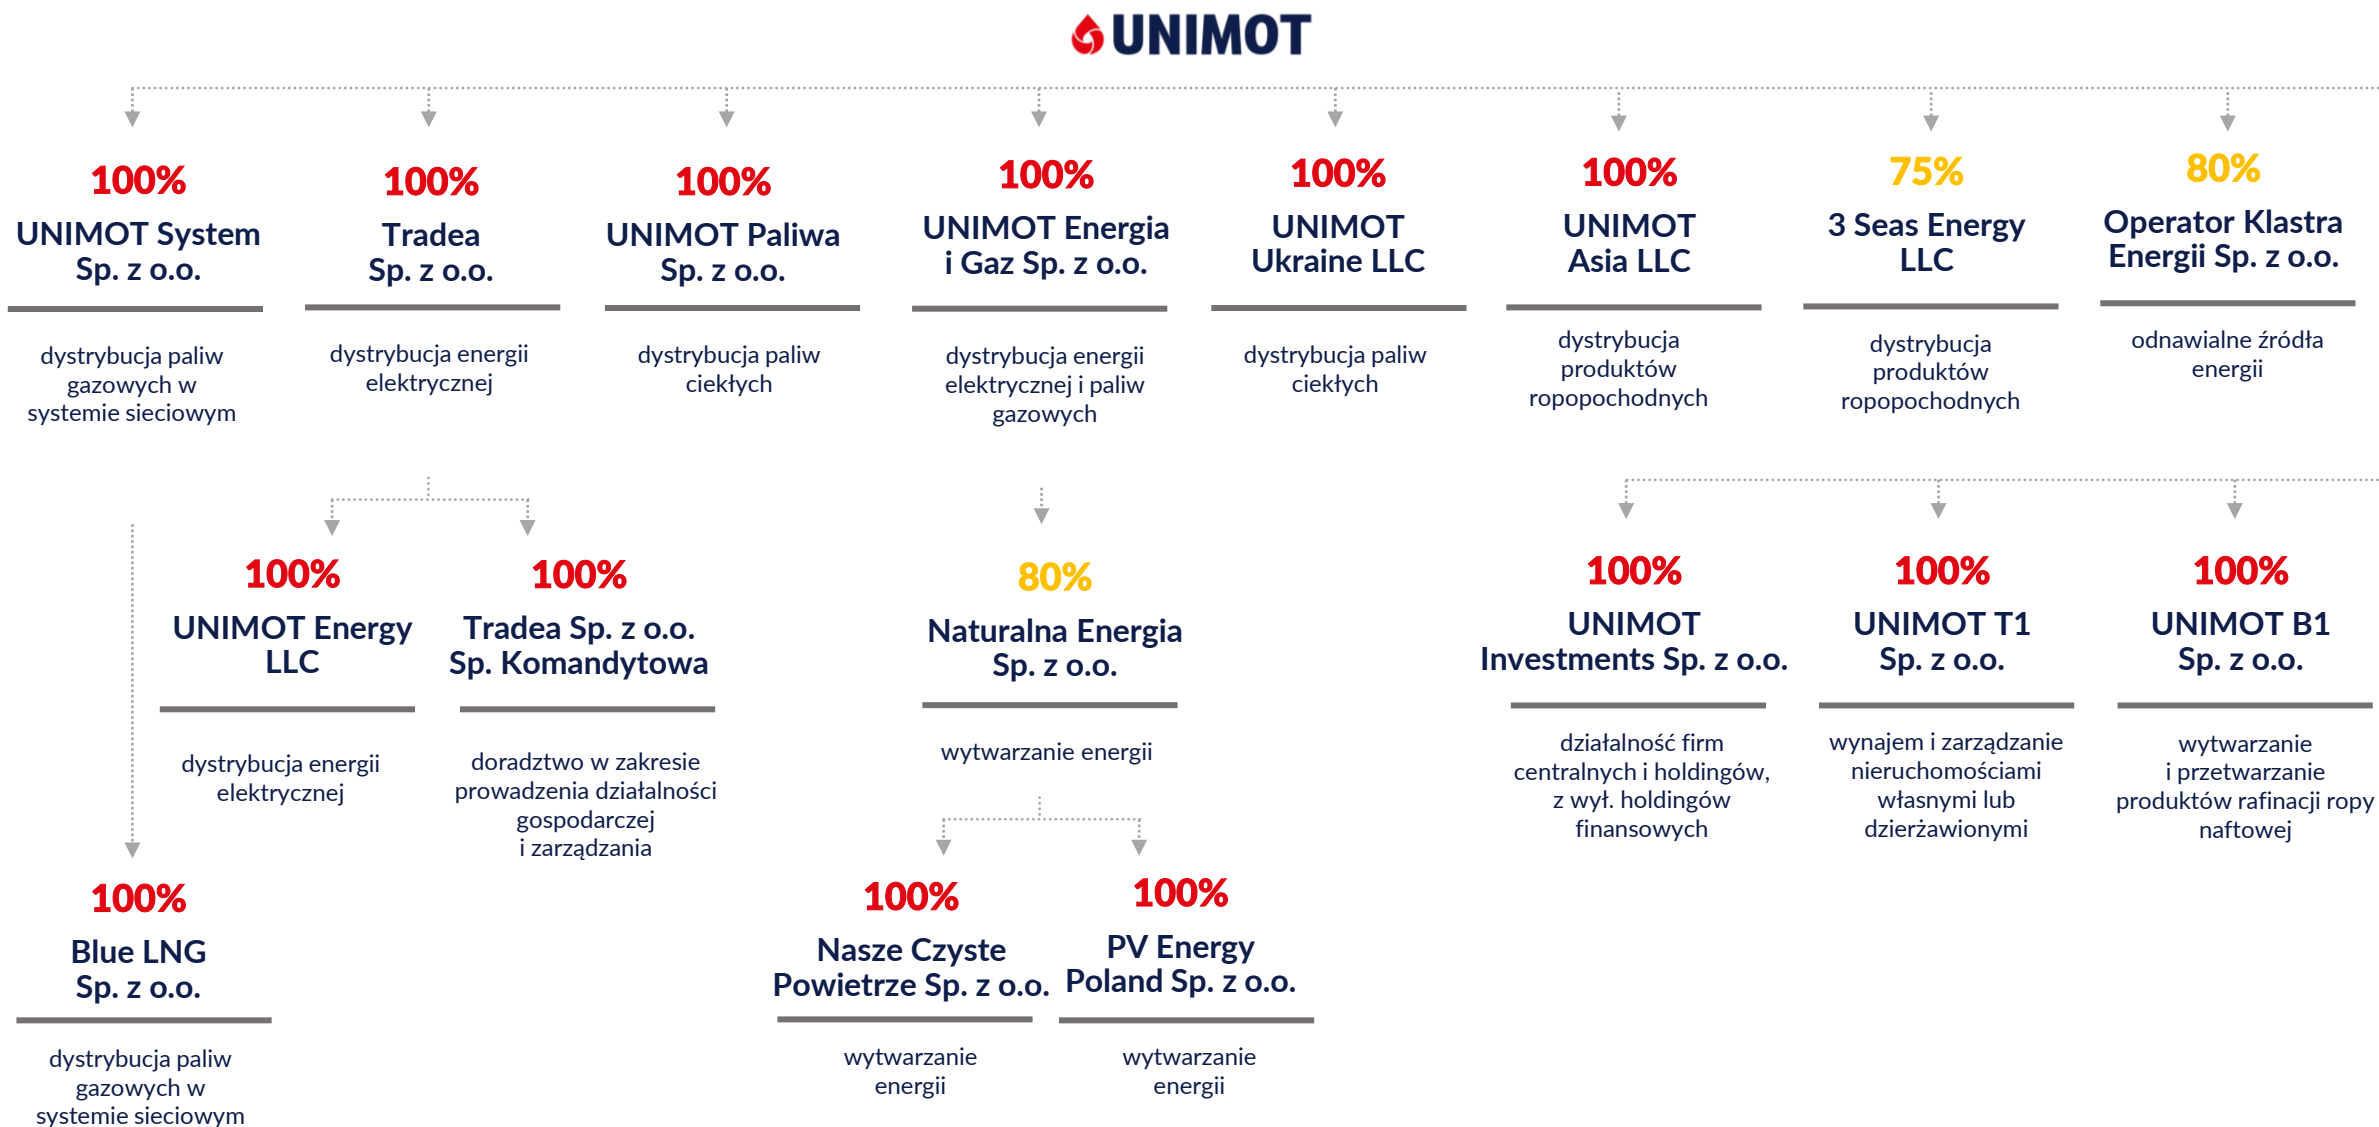 UNIMOT
100%
UNIMOT System
Sp. z o.o.
dystrybucja paliw
gazowych w
systemie sieciowym
100%
Tradea
Sp. z o.o.
dystrybucja energii
elektrycznej
100%
UNIMOT Paliwa
Sp. z o.o.
dystrybucja paliw
ciekłych
100%
UNIMOT Energia
i Gaz Sp. z o.o.
dystrybucja energii
elektrycznej i paliw
gazowych
100%
UNIMOT
Ukraine LLC
dystrybucja paliw
ciekłych
100%
UNIMOT
Asia LLC
dystrybucja
produktów
ropopochodnych
75%
3 Seas Energy
LLC
dystrybucja
produktów
ropopochodnych
80%
Operator Klastra
Energii Sp. z o.o.
odnawialne źródła
energii
100%
UNIMOT Energy
LLC
dystrybucja energii
elektrycznej
100%
Tradea Sp. z o.o.
Sp. Komandytowa
doradztwo w zakresie
prowadzenia działalności
gospodarczej
i zarządzania
80%
Naturalna Energia
Sp. z o.o.
wytwarzanie energii
100%
UNIMOT
Investments Sp. z o.o.
działalność firm
centralnych i holdingów,
z wył. holdingów
finansowych
100%
UNIMOT T1
Sp. z o.o.
wynajem i zarządzanie
nieruchomościami
własnymi lub
dzierżawionymi
100%
UNIMOT B1
Sp. z o.o.
wytwarzanie
i przetwarzanie
produktów rafinacji ropy
naftowej
100%
Blue LNG
Sp. z o.o.
dystrybucja paliw
gazowych w
systemie sieciowym
100%
Nasze Czyste
Powietrze Sp. z o.o.
wytwarzanie
energii
100%
PV Energy
Poland Sp. z o.o.
wytwarzanie
energii